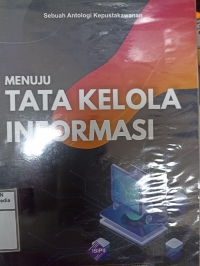 Sebuah Antologi Kepustakawanan
MENUJU
TATA KELOLA
INFORMASI